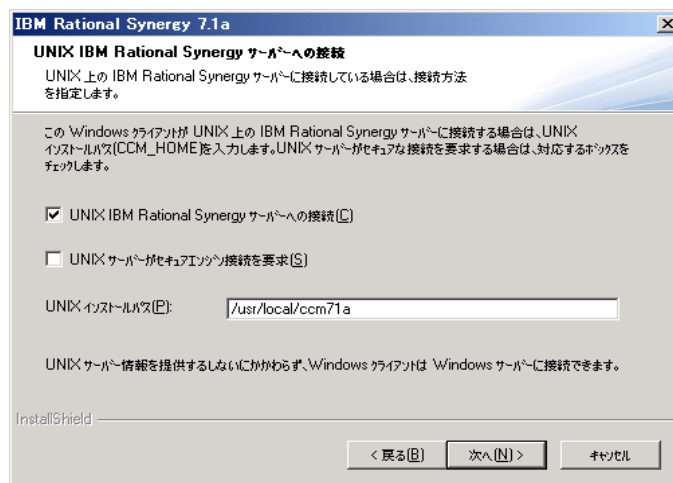 IBM Rational Synergy 7.1a
UNIX IBM Rational Synergy サーバーへの接続
UNIX 上の IBM Rational Synergy サーバーに接続している場合は、接続方法
を指定します。
この Windows クライアントが UNIX 上の IBM Rational Synergy サーバーに接続する場合は、UNIX
インストールパス(CCM_HOME)を入力します。UNIX サーバーがセキュアな接続を要求する場合は、対応するボックスを
チェックします。
UNIX IBM Rational Synergy サーバーへの接続(C)
UNIX サーバーがセキュアエンジン接続を要求(S)
UNIX インストールパス(P):
/usr/local/ccm71a
UNIX サーバー情報を提供するしないにかかわらず、Windows クライアントは Windows サーバーに接続できます。
InstallShield
< 戻る(B)
次へ(N) >
キャンセル